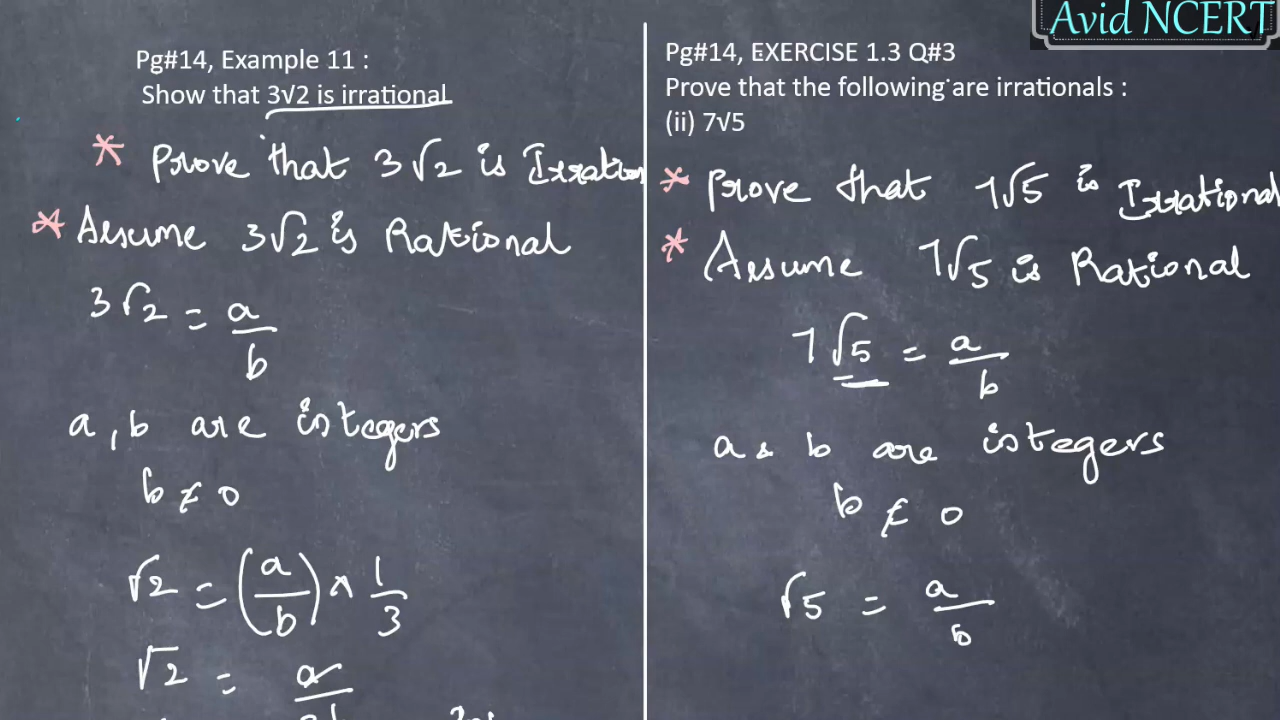 Avid NCERT
Pg#14, Example 11 :
Show that 3√2 is irrational
* Prove that 3√2 is Irration
* Assume 3√2 is Rational
3√2 = a/b
a, b are integers
b ≠ 0
√2 = (a/b) × 1/3
√2 = a/3b
Pg#14, EXERCISE 1.3 Q#3
Prove that the following are irrationals :
(ii) 7√5
* Prove that 7√5 is Irrational
* Assume 7√5 is Rational
7√5 = a/b
a & b are integers
b ≠ 0
√5 = a/b